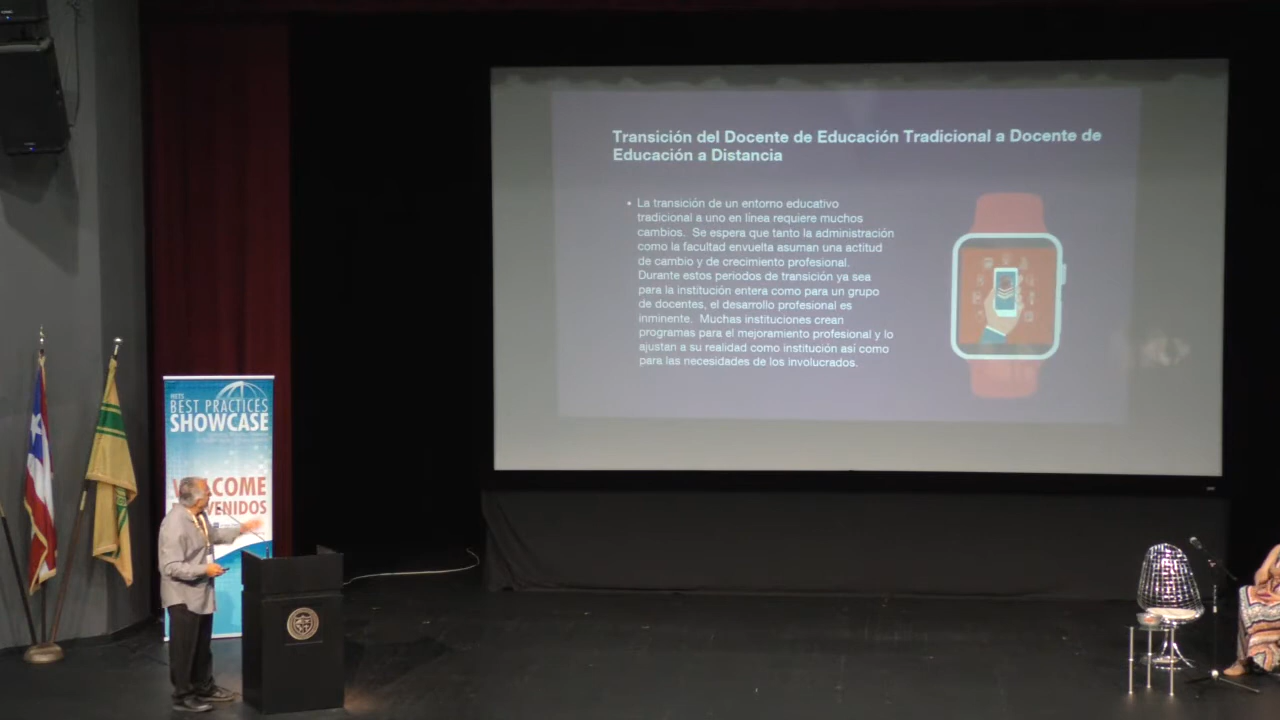 Transición del Docente de Educación Tradicional a Docente de
Educación a Distancia
• La transición de un entorno educativo
tradicional a uno en línea requiere muchos
cambios. Se espera que tanto la administración
como la facultad envuelta asuman una actitud
de cambio y de crecimiento profesional.
Durante estos periodos de transición ya sea
para la institución entera como para un grupo
de docentes, el desarrollo profesional es
inminente. Muchas instituciones crean
programas para el mejoramiento profesional y lo
ajustan a su realidad como institución así como
para las necesidades de los involucrados.
HETS
BEST PRACTICES
SHOWCASE